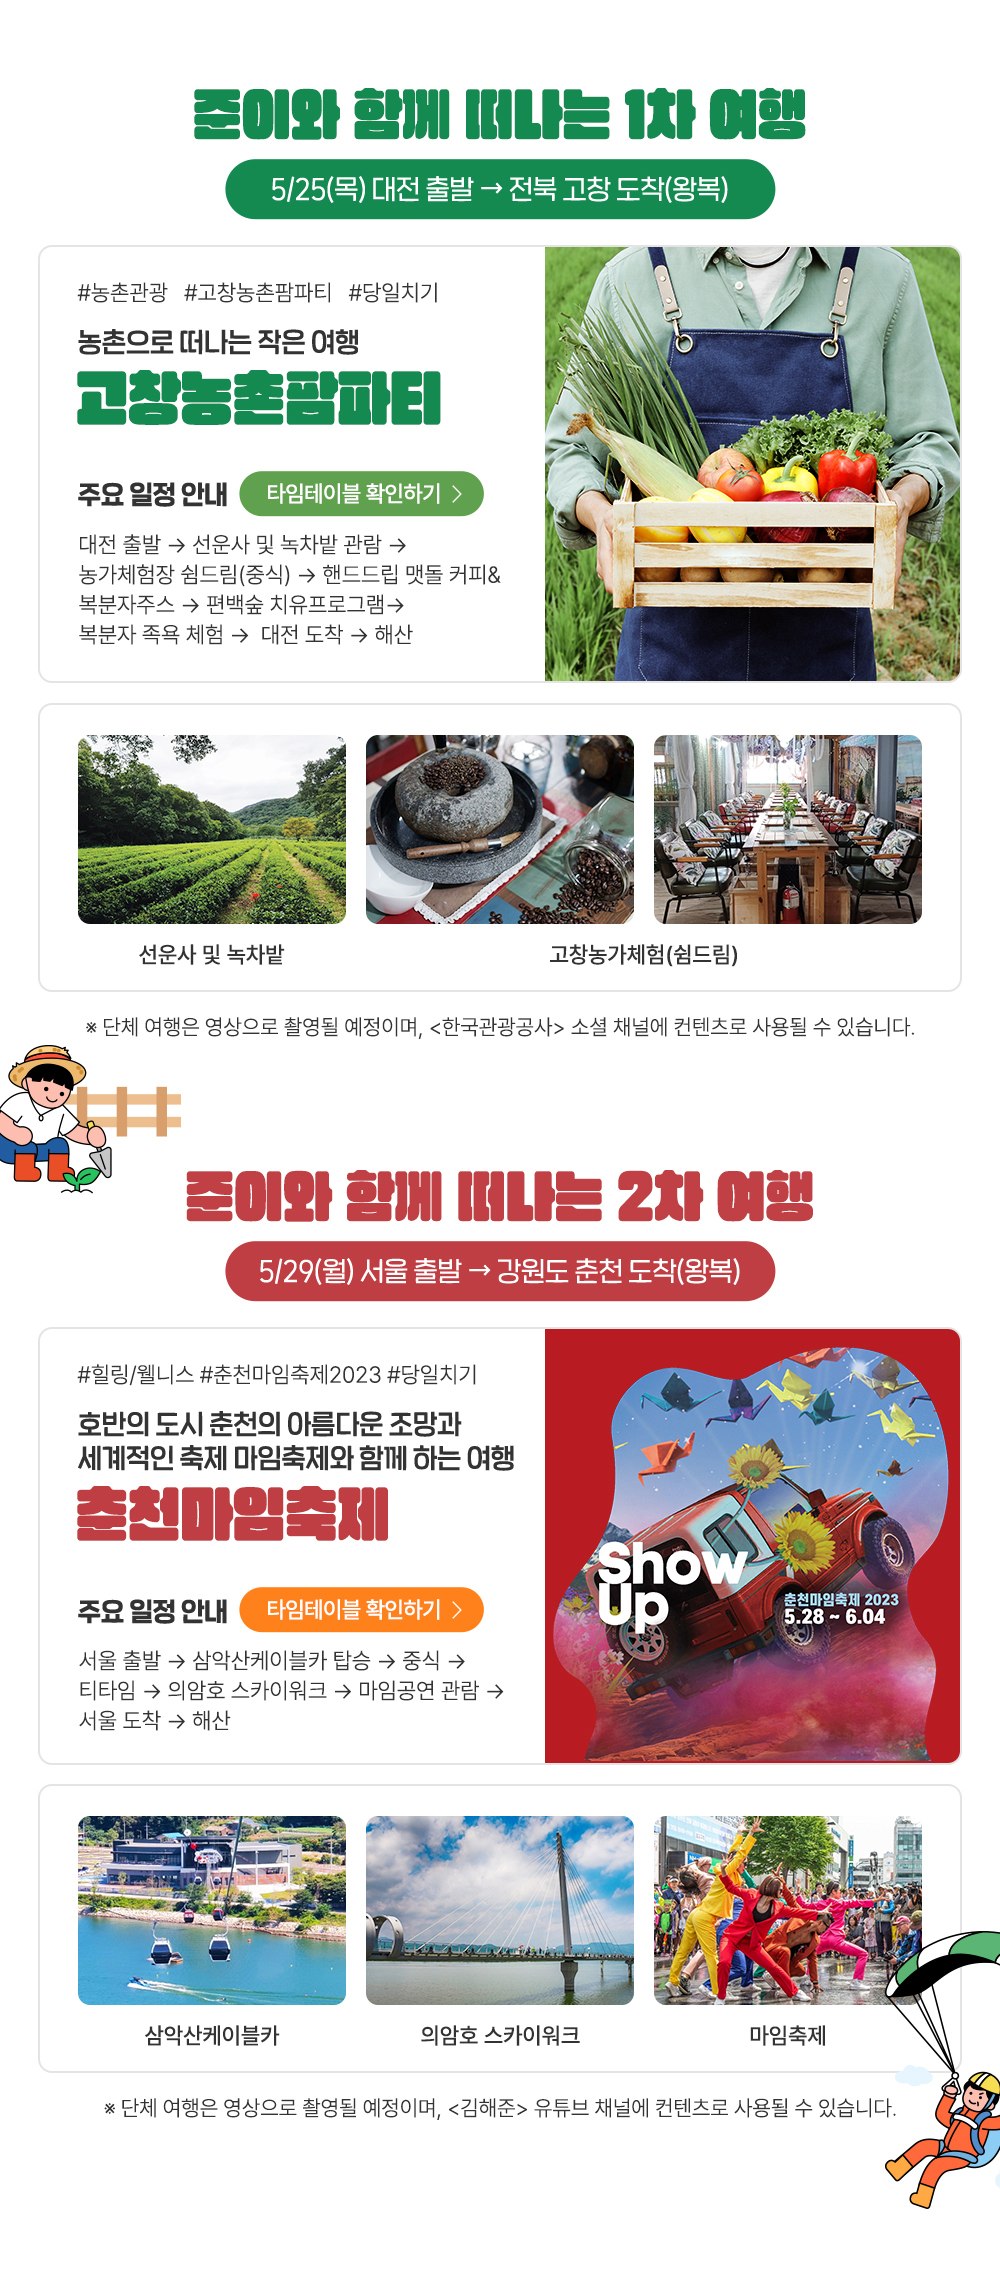 준이와 함께 떠나는 1차 여행
5/25(목) 대전 출발 → 전북 고창 도착(왕복)
#농촌관광 #고창농촌팜파티 #당일치기
농촌으로 떠나는 작은 여행
고창농촌팜파티
주요 일정 안내 타임테이블 확인하기 >
대전 출발 → 선운사 및 녹차밭 관람 →
농가체험장 쉼드림(중식) → 핸드드립 맷돌 커피&
복분자주스 → 편백숲 치유프로그램→
복분자 족욕 체험 → 대전 도착 → 해산
선운사 및 녹차밭
고창농가체험(쉼드림)
※ 단체 여행은 영상으로 촬영될 예정이며, <한국관광공사> 소셜 채널에 컨텐츠로 사용될 수 있습니다.
준이와 함께 떠나는 2차 여행
5/29(월) 서울 출발 → 강원도 춘천 도착(왕복)
#힐링/웰니스 #춘천마임축제2023 #당일치기
호반의 도시 춘천의 아름다운 조망과
세계적인 축제 마임축제와 함께 하는 여행
춘천마임축제
주요 일정 안내 타임테이블 확인하기 >
서울 출발 → 삼악산케이블카 탑승 → 중식 →
티타임 → 의암호 스카이워크 → 마임공연 관람 →
서울 도착 → 해산
Show
Up
춘천마임축제 2023
5.28 ~ 6.04
삼악산케이블카
의암호 스카이워크
마임축제
※ 단체 여행은 영상으로 촬영될 예정이며, <김해준> 유튜브 채널에 컨텐츠로 사용될 수 있습니다.